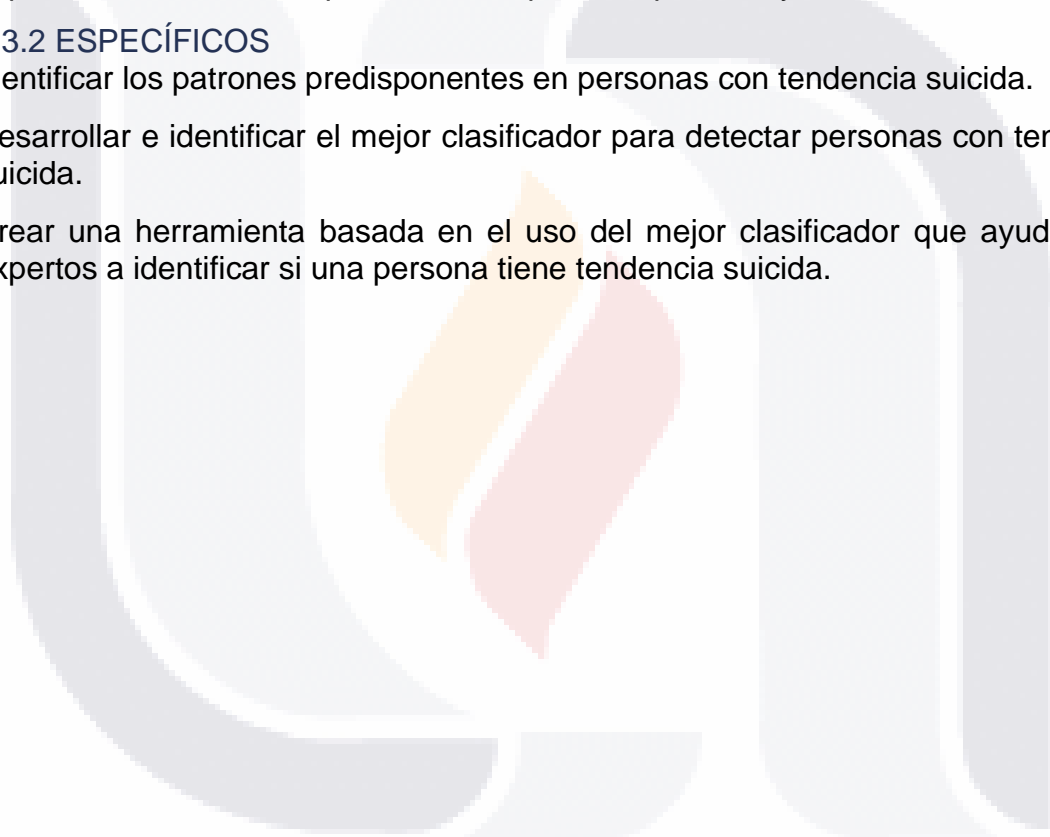 3.2 ESPECÍFICOS
entificar los patrones predisponentes en personas con tendencia suicida.
esarrollar e identificar el mejor clasificador para detectar personas con ten
uicida.
rear una herramienta basada en el uso del mejor clasificador que ayud
xpertos a identificar si una persona tiene tendencia suicida.